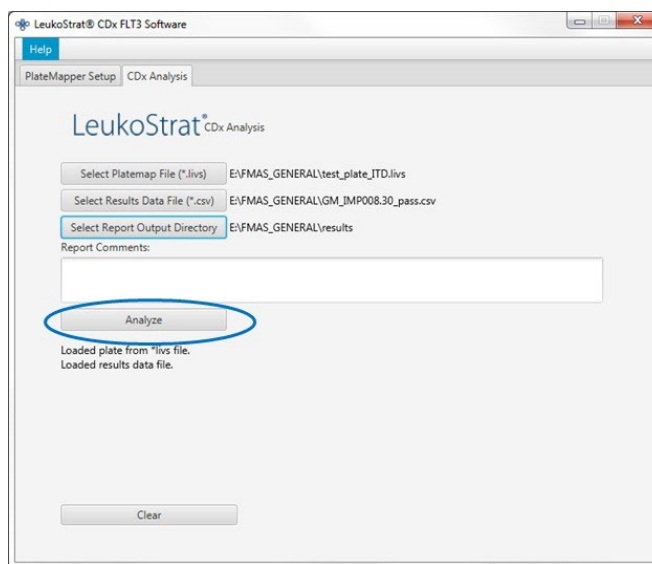 LeukoStrat® CDx FLT3 Software
Help
PlateMapper Setup CDx Analysis
LeukoStrat® CDx Analysis
Select Platemap File (*.livs) E:\FMAS_GENERAL\test_plate_ITD.livs
Select Results Data File (*.csv) E:\FMAS_GENERAL\GM_IMP008.30_pass.csv
Select Report Output Directory E:\FMAS_GENERAL\results
Report Comments:
Analyze
Loaded plate from *livs file.
Loaded results data file.
Clear